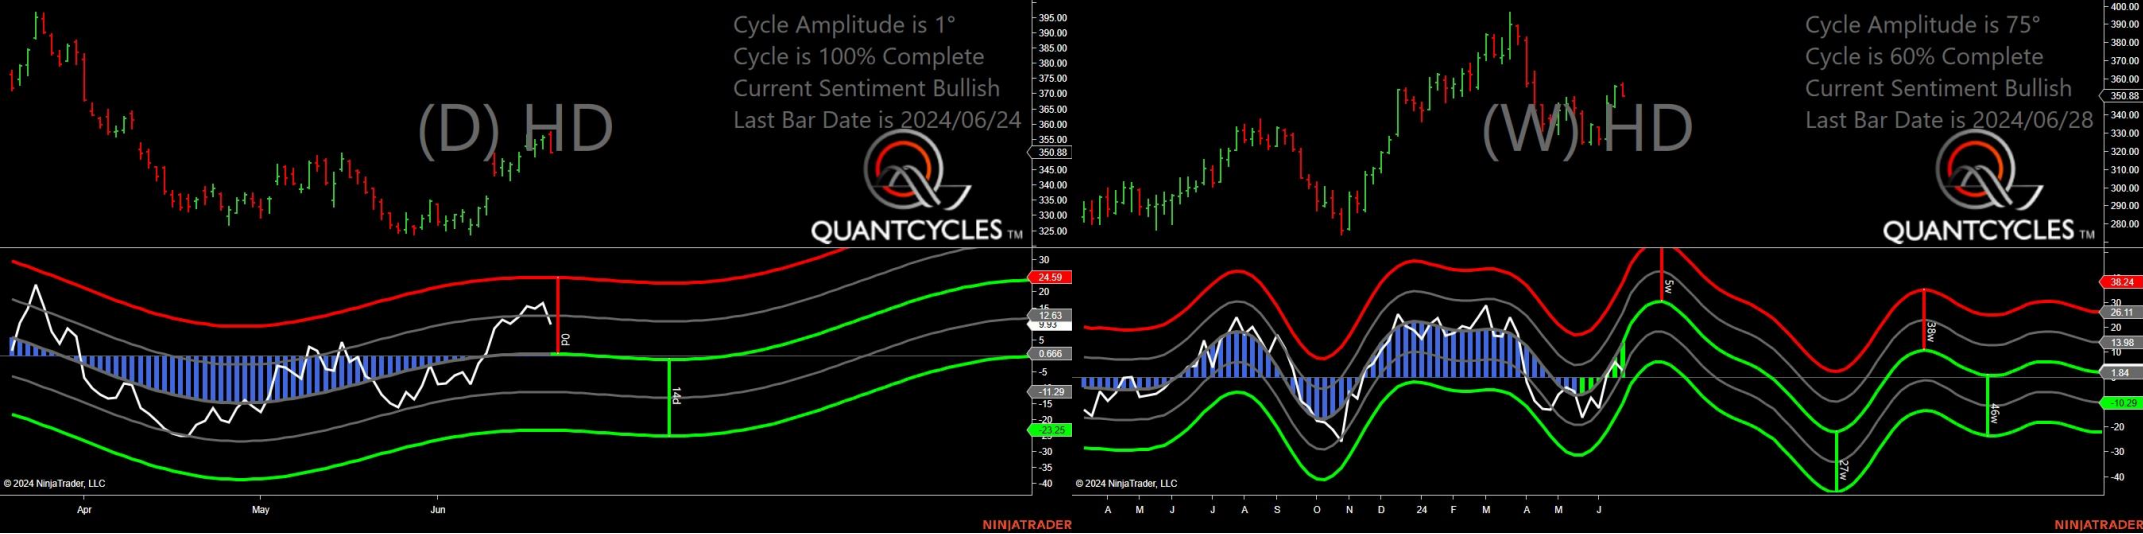 Cycle Amplitude is 1°
Cycle is 100% Complete
Current Sentiment Bullish
Last Bar Date is 2024/06/24
(D) HD
QUANTCYCLES TM
395.00
390.00
385.00
380.00
375.00
370.00
365.00
360.00
355.00
350.88
345.00
340.00
335.00
330.00
325.00
30
24.59
20
15
12.63
9.93
5
0.666
-5
-11.29
-15
-20
-23.25
-30
-35
-40
0d
14d
© 2024 NinjaTrader, LLC
Apr May Jun
NINJATRADER
Cycle Amplitude is 75°
Cycle is 60% Complete
Current Sentiment Bullish
Last Bar Date is 2024/06/28
(W) HD
QUANTCYCLES TM
400.00
390.00
380.00
370.00
360.00
350.88
340.00
330.00
320.00
310.00
300.00
290.00
280.00
38.24
30
26.11
20
13.98
10
1.84
-10.29
-20
-30
-40
5w
27w
38w
46w
© 2024 NinjaTrader, LLC
A M J J A S O N D 24 F M A M J
NINJATRADER